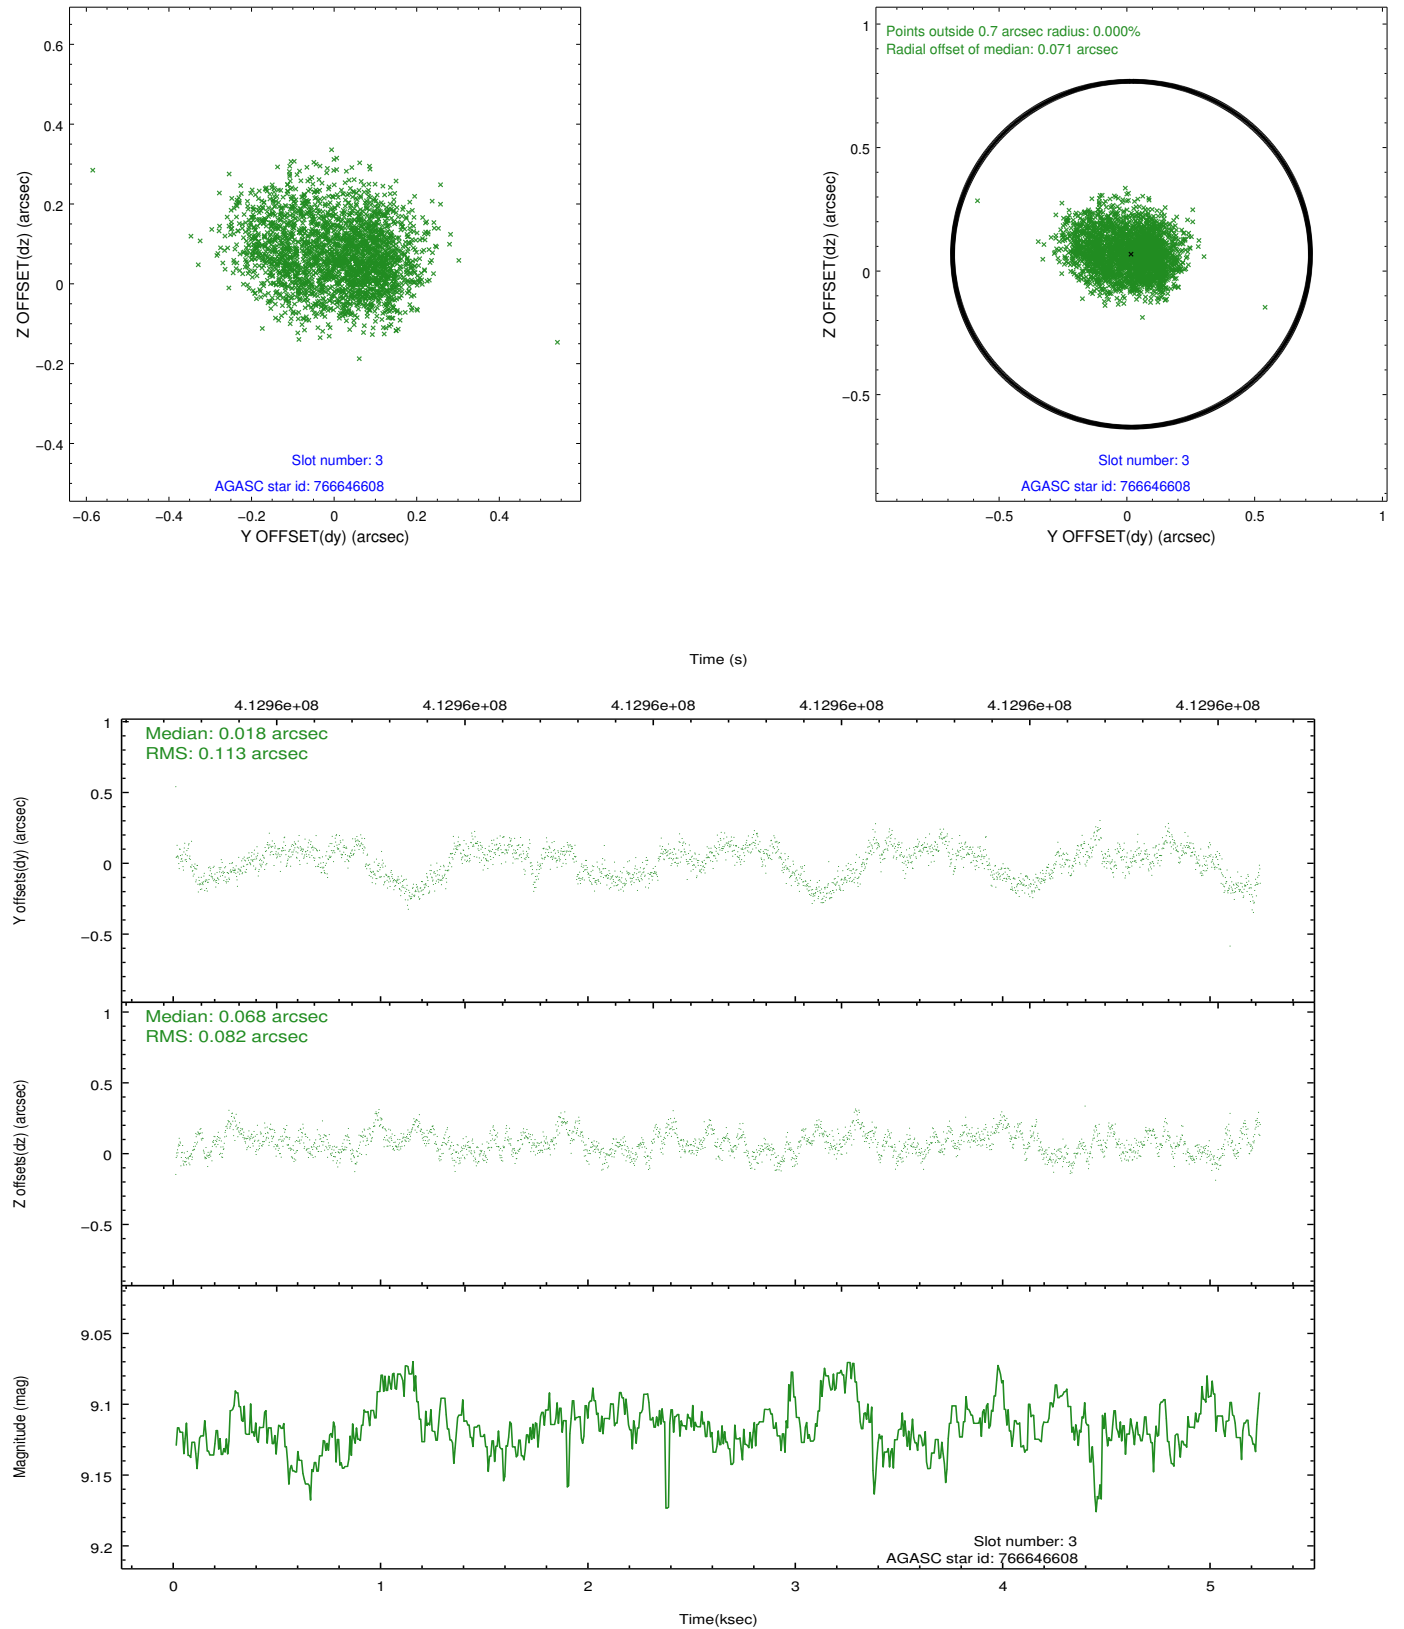 0.6
0.4
0.2
0
−0.2
−0.4
Z OFFSET(dz) (arcsec)
Slot number: 3
AGASC star id: 766646608
−0.6 −0.4 −0.2 0 0.2 0.4
Y OFFSET(dy) (arcsec)
Points outside 0.7 arcsec radius: 0.000%
Radial offset of median: 0.071 arcsec
1
0.5
0
−0.5
Z OFFSET(dz) (arcsec)
Slot number: 3
AGASC star id: 766646608
−0.5 0 0.5 1
Y OFFSET(dy) (arcsec)
Time (s)
4.1296e+08 4.1296e+08 4.1296e+08 4.1296e+08 4.1296e+08 4.1296e+08
Median: 0.018 arcsec
RMS: 0.113 arcsec
1
0.5
0
−0.5
Y offsets(dy) (arcsec)
Median: 0.068 arcsec
RMS: 0.082 arcsec
1
0.5
0
−0.5
Z offsets(dz) (arcsec)
9.05
9.1
9.15
9.2
Magnitude (mag)
Slot number: 3
AGASC star id: 766646608
0 1 2 3 4 5
Time(ksec)